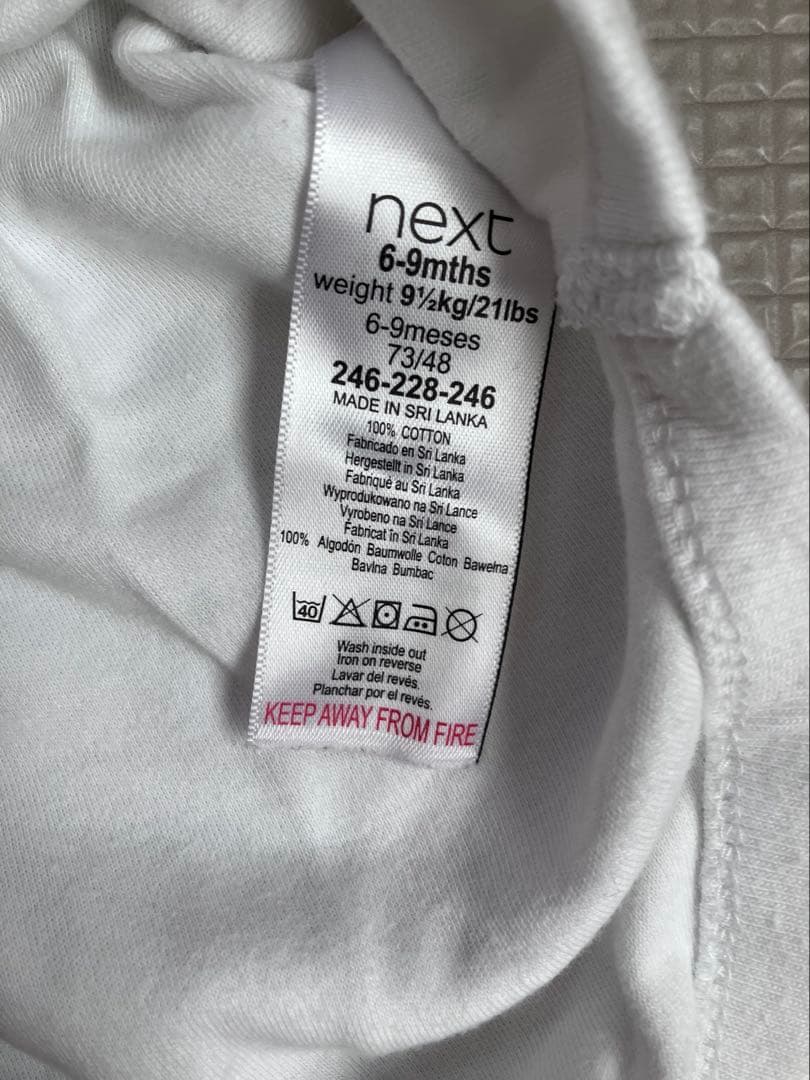 next
6-9mths
weight 9½kg/21lbs
6-9meses
73/48
246-228-246
MADE IN SRI LANKA
100% COTTON
Fabricado en Sri Lanka
Hergestellt in Sri Lanka
Fabriqué au Sri Lanka
Wyprodukowano na Sri Lance
Vyrobeno na Sri Lance
Fabricat în Sri Lanka
100% Algodón Baumwolle Coton Bawełna
Bavlna Bumbac
40
Wash inside out
Iron on reverse
Lavar del revés.
Planchar por el revés.
KEEP AWAY FROM FIRE